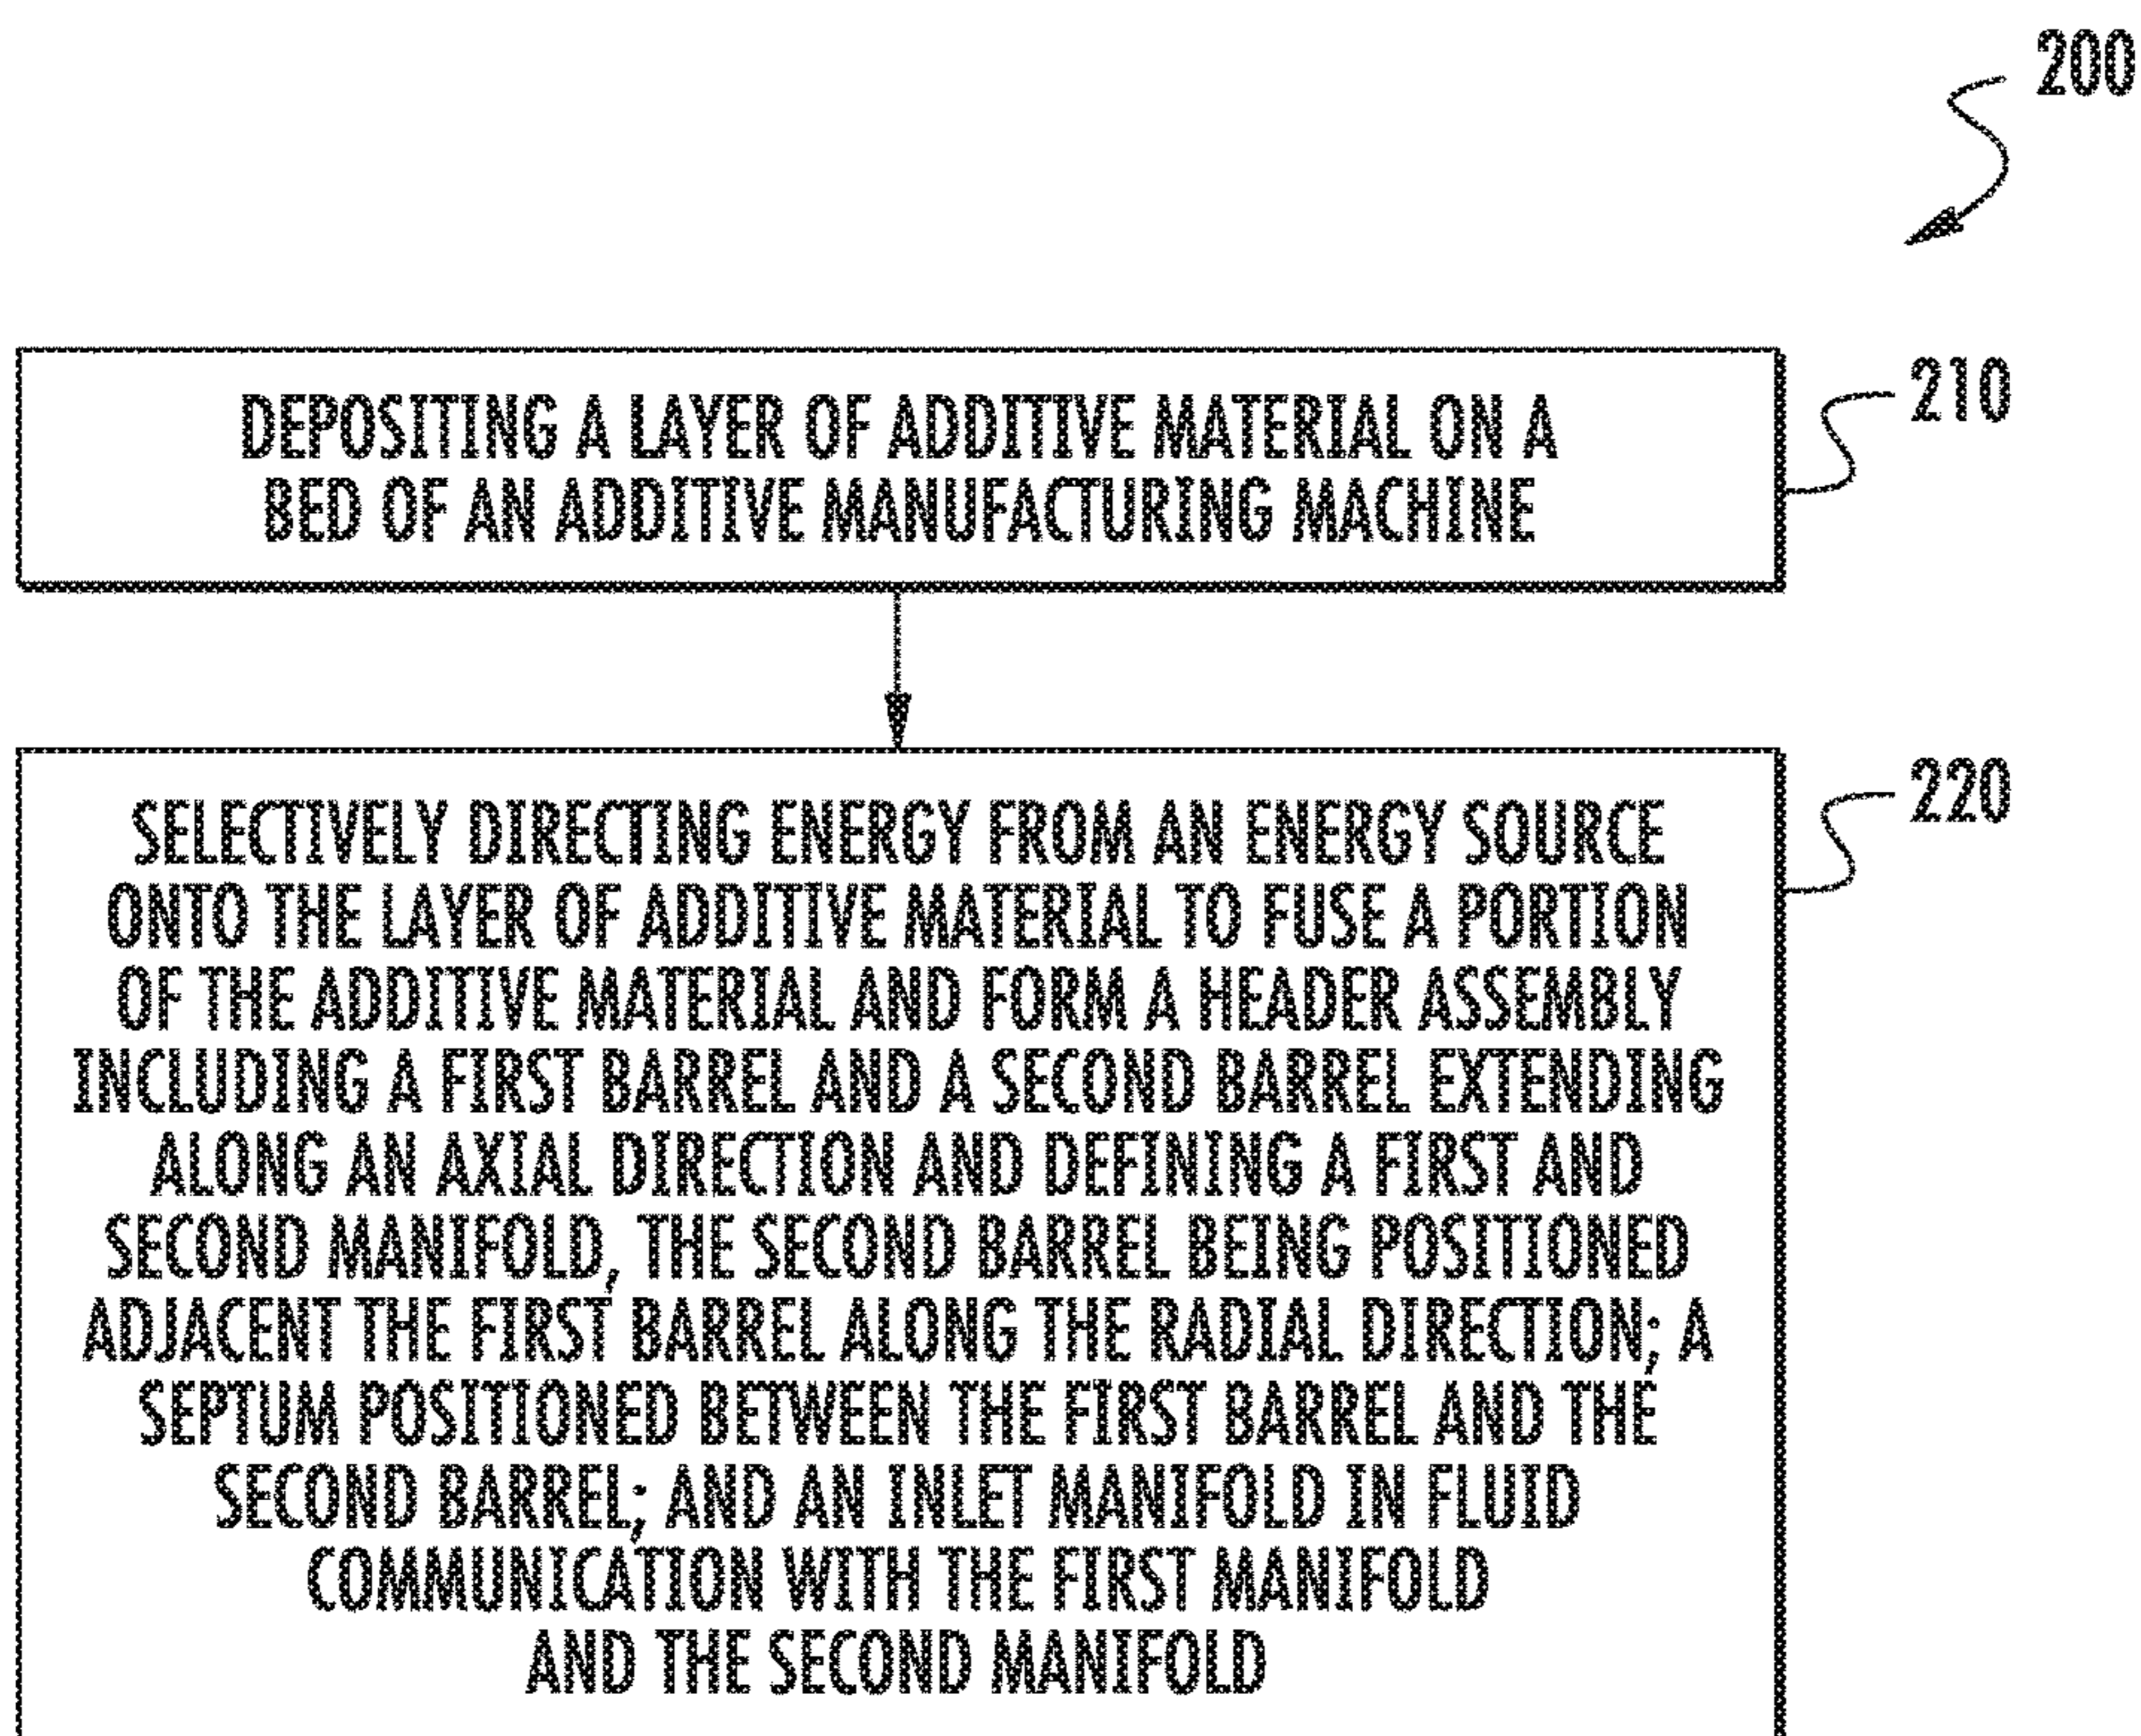 200
DEPOSITING A LAYER OF ADDITIVE MATERIAL ON A
BED OF AN ADDITIVE MANUFACTURING MACHINE
210
SELECTIVELY DIRECTING ENERGY FROM AN ENERGY SOURCE
ONTO THE LAYER OF ADDITIVE MATERIAL TO FUSE A PORTION
OF THE ADDITIVE MATERIAL AND FORM A HEADER ASSEMBLY
INCLUDING A FIRST BARREL AND A SECOND BARREL EXTENDING
ALONG AN AXIAL DIRECTION AND DEFINING A FIRST AND
SECOND MANIFOLD, THE SECOND BARREL BEING POSITIONED
ADJACENT THE FIRST BARREL ALONG THE RADIAL DIRECTION; A
SEPTUM POSITIONED BETWEEN THE FIRST BARREL AND THE
SECOND BARREL; AND AN INLET MANIFOLD IN FLUID
COMMUNICATION WITH THE FIRST MANIFOLD
AND THE SECOND MANIFOLD
220